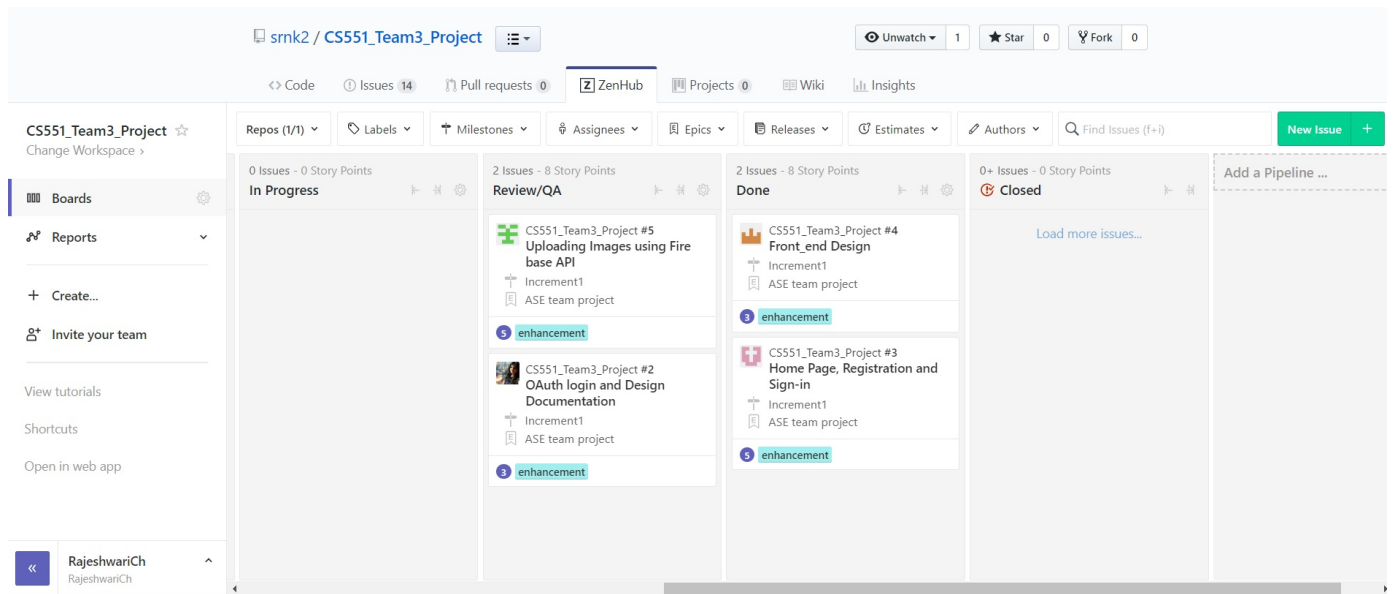 srnk2 / CS551_Team3_Project
Unwatch 1 Star 0 Fork 0
<> Code Issues 14 Pull requests 0 Z ZenHub Projects 0 Wiki Insights
CS551_Team3_Project
Change Workspace >
Boards
Reports
+ Create...
Invite your team
View tutorials
Shortcuts
Open in web app
«
RajeshwariCh
RajeshwariCh
Repos (1/1) Labels Milestones Assignees Epics Releases Estimates Authors Find Issues (f+i) New Issue +
0 Issues - 0 Story Points
In Progress
2 Issues - 8 Story Points
Review/QA
CS551_Team3_Project #5
Uploading Images using Fire
base API
Increment1
E ASE team project
5 enhancement
CS551_Team3_Project #2
OAuth login and Design
Documentation
Increment1
E ASE team project
3 enhancement
2 Issues - 8 Story Points
Done
CS551_Team3_Project #4
Front_end Design
Increment1
E ASE team project
3 enhancement
CS551_Team3_Project #3
Home Page, Registration and
Sign-in
Increment1
E ASE team project
5 enhancement
0+ Issues - 0 Story Points
Closed
Load more issues...
Add a Pipeline ...